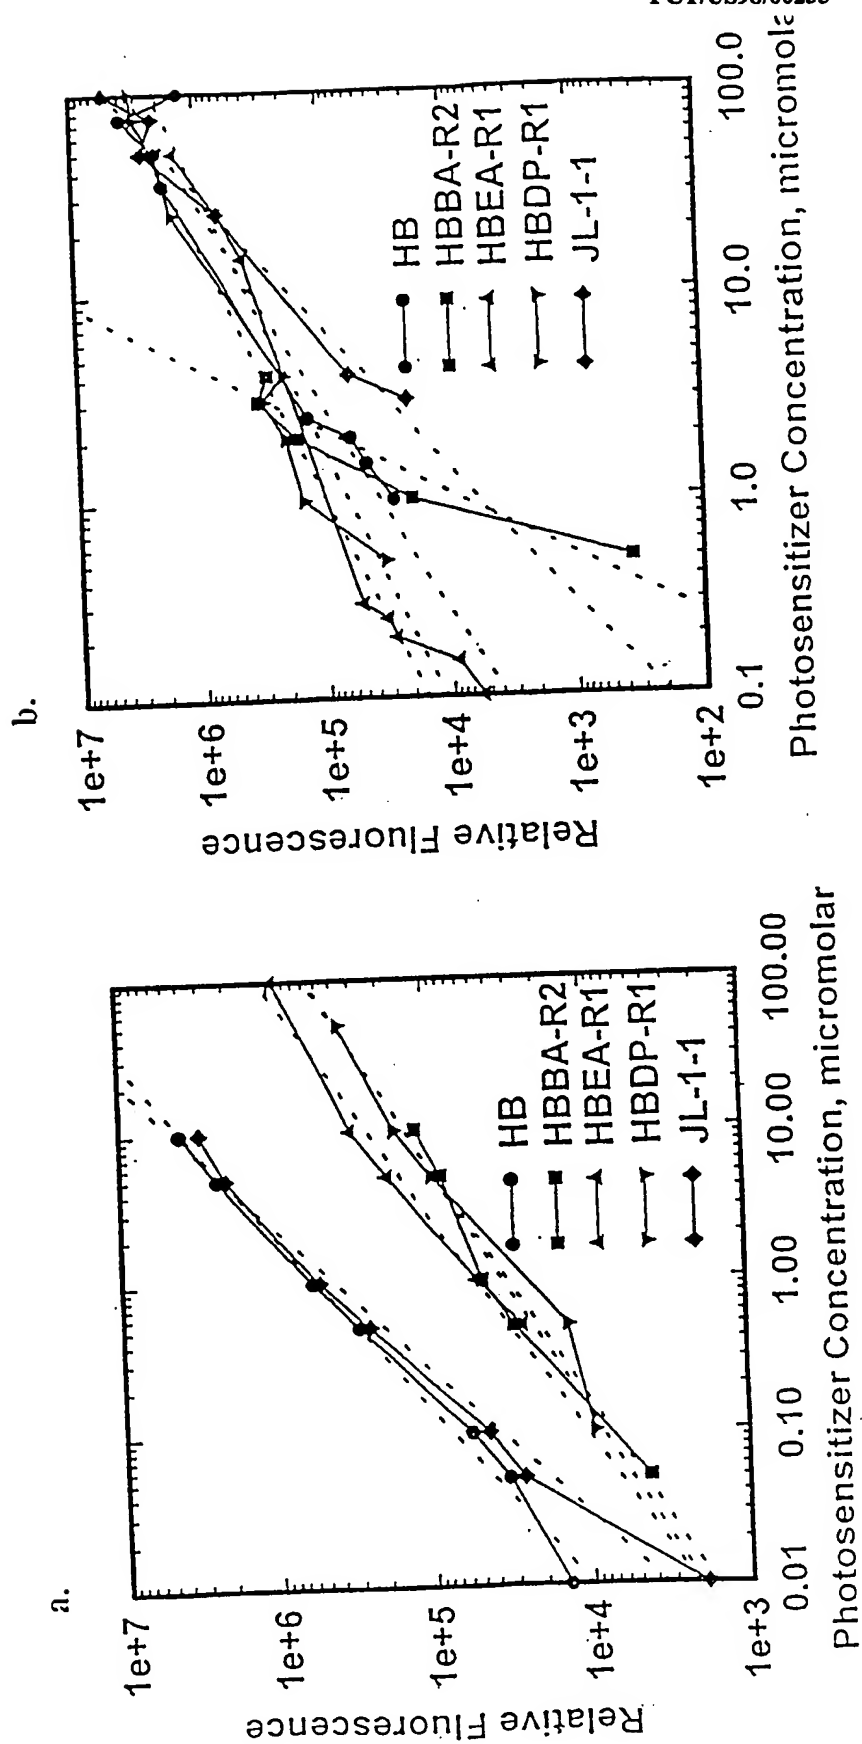 a.
1e+7
1e+6
1e+5
1e+4
1e+3
Relative Fluorescence
0.01
0.10
1.00
10.00
100.00
Photosensitizer Concentration, micromolar
HB
HBBA-R2
HBEA-R1
HBDP-R1
JL-1-1
b.
1e+7
1e+6
1e+5
1e+4
1e+3
1e+2
Relative Fluorescence
0.1
1.0
10.0
100.0
Photosensitizer Concentration, micromola
HB
HBBA-R2
HBEA-R1
HBDP-R1
JL-1-1